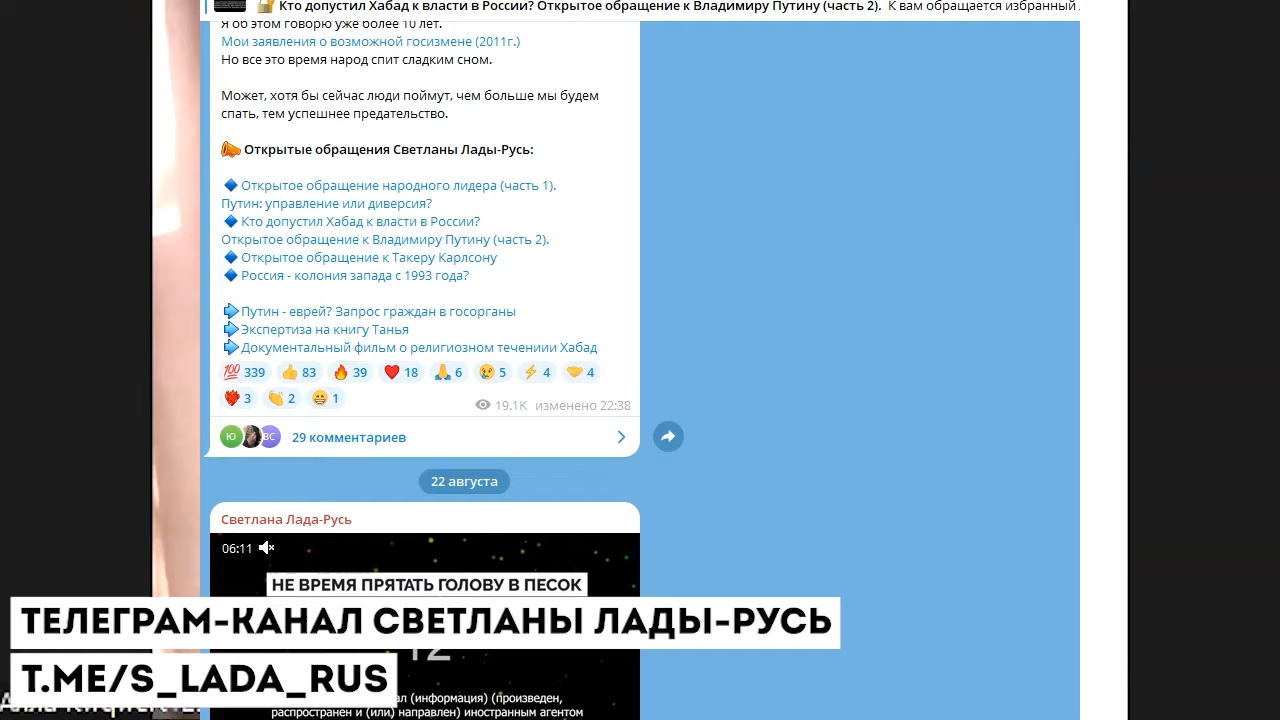 Кто допустил Хабад к власти в России? Открытое обращение к Владимиру Путину (часть 2). К вам обращается избранный
Я об этом говорю уже более 10 лет.
Мои заявления о возможной госизмене (2011г.)
Но все это время народ спит сладким сном.
Может, хотя бы сейчас люди поймут, чем больше мы будем
спать, тем успешнее предательство.
Открытые обращения Светланы Лады-Русь:
Открытое обращение народного лидера (часть 1).
Путин: управление или диверсия?
Кто допустил Хабад к власти в России?
Открытое обращение к Владимиру Путину (часть 2).
Открытое обращение к Такеру Карлсону
Россия - колония запада с 1993 года?
Путин - еврей? Запрос граждан в госорганы
Экспертиза на книгу Танья
Документальный фильм о религиозном течениии Хабад
💯 339 👍 83 🔥 39 ❤️ 18 🙏 6 😢 5 ⚡ 4 🤝 4
❤️‍🔥 3 👏 2 😁 1
19.1K изменено 22:38
Ю ВС 29 комментариев
22 августа
Светлана Лада-Русь
06:11
НЕ ВРЕМЯ ПРЯТАТЬ ГОЛОВУ В ПЕСОК
ТЕЛЕГРАМ-КАНАЛ СВЕТЛАНЫ ЛАДЫ-РУСЬ
12
T.ME/S_LADA_RUS
(информация) (произведен,
распространен и (или) направлен) иностранным агентом